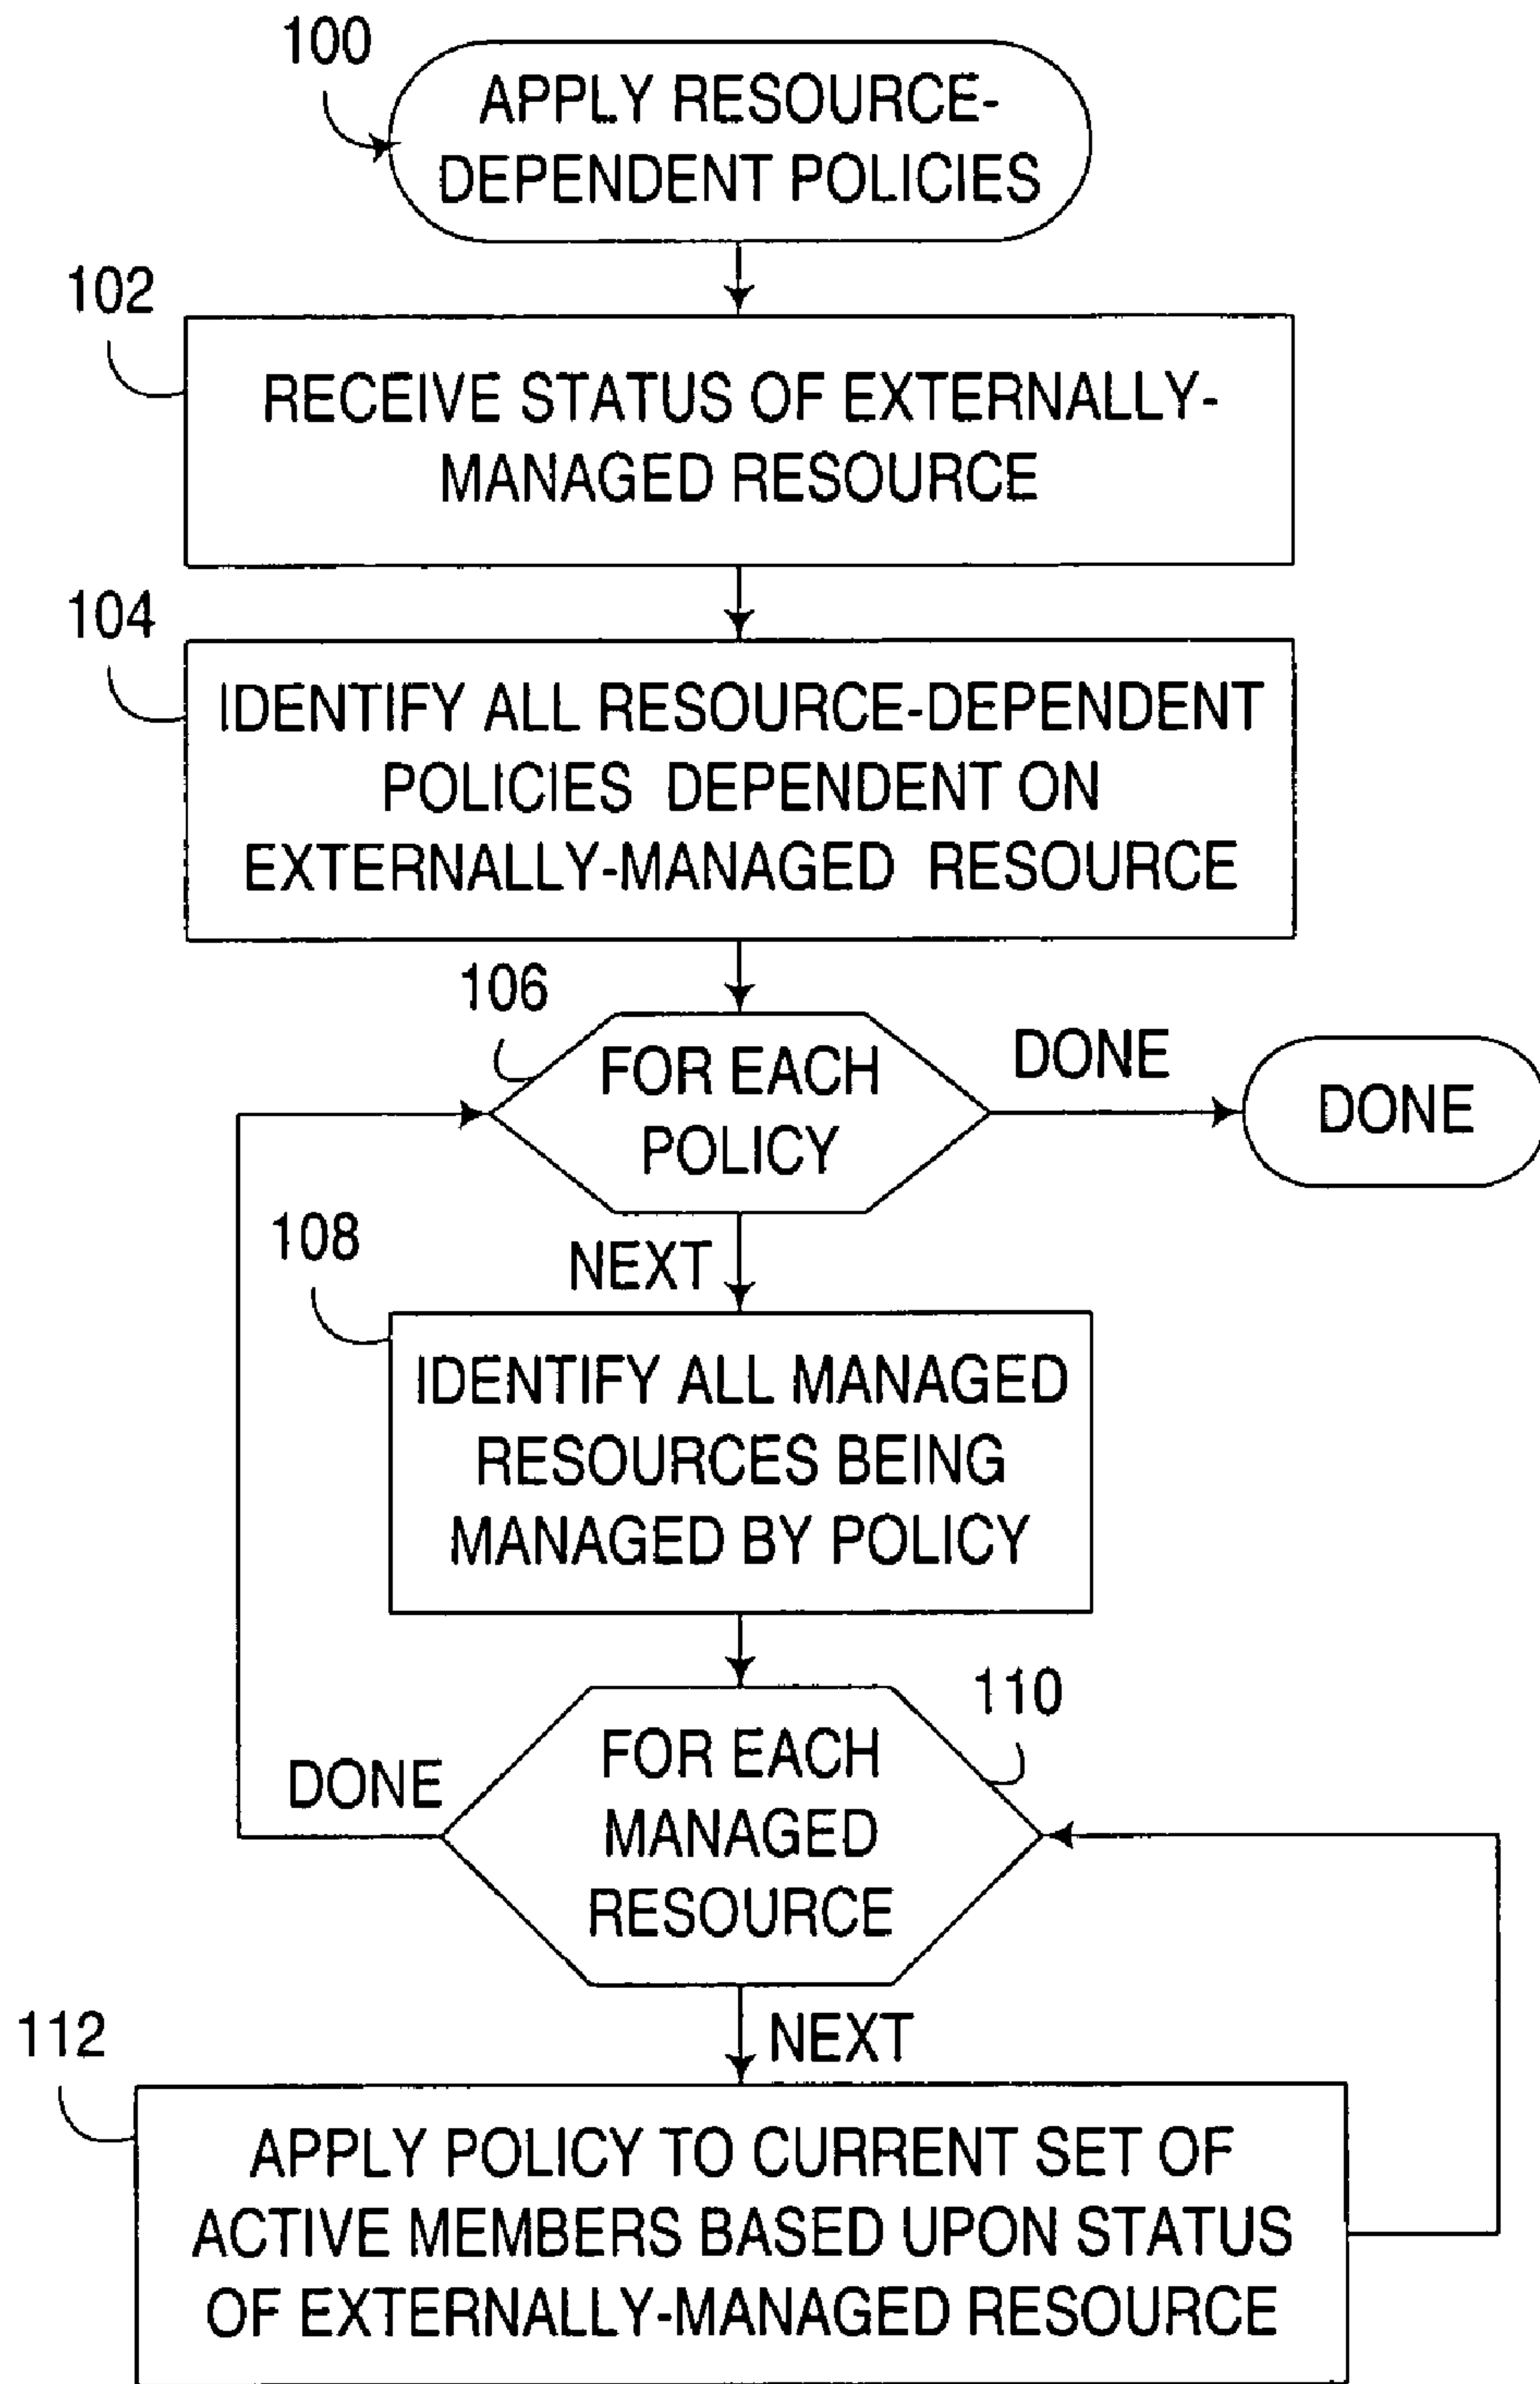 100
APPLY RESOURCE-
DEPENDENT POLICIES
102
RECEIVE STATUS OF EXTERNALLY-
MANAGED RESOURCE
104
IDENTIFY ALL RESOURCE-DEPENDENT
POLICIES DEPENDENT ON
EXTERNALLY-MANAGED RESOURCE
106
FOR EACH
POLICY
DONE
DONE
NEXT
108
IDENTIFY ALL MANAGED
RESOURCES BEING
MANAGED BY POLICY
110
FOR EACH
MANAGED
RESOURCE
DONE
NEXT
112
APPLY POLICY TO CURRENT SET OF
ACTIVE MEMBERS BASED UPON STATUS
OF EXTERNALLY-MANAGED RESOURCE